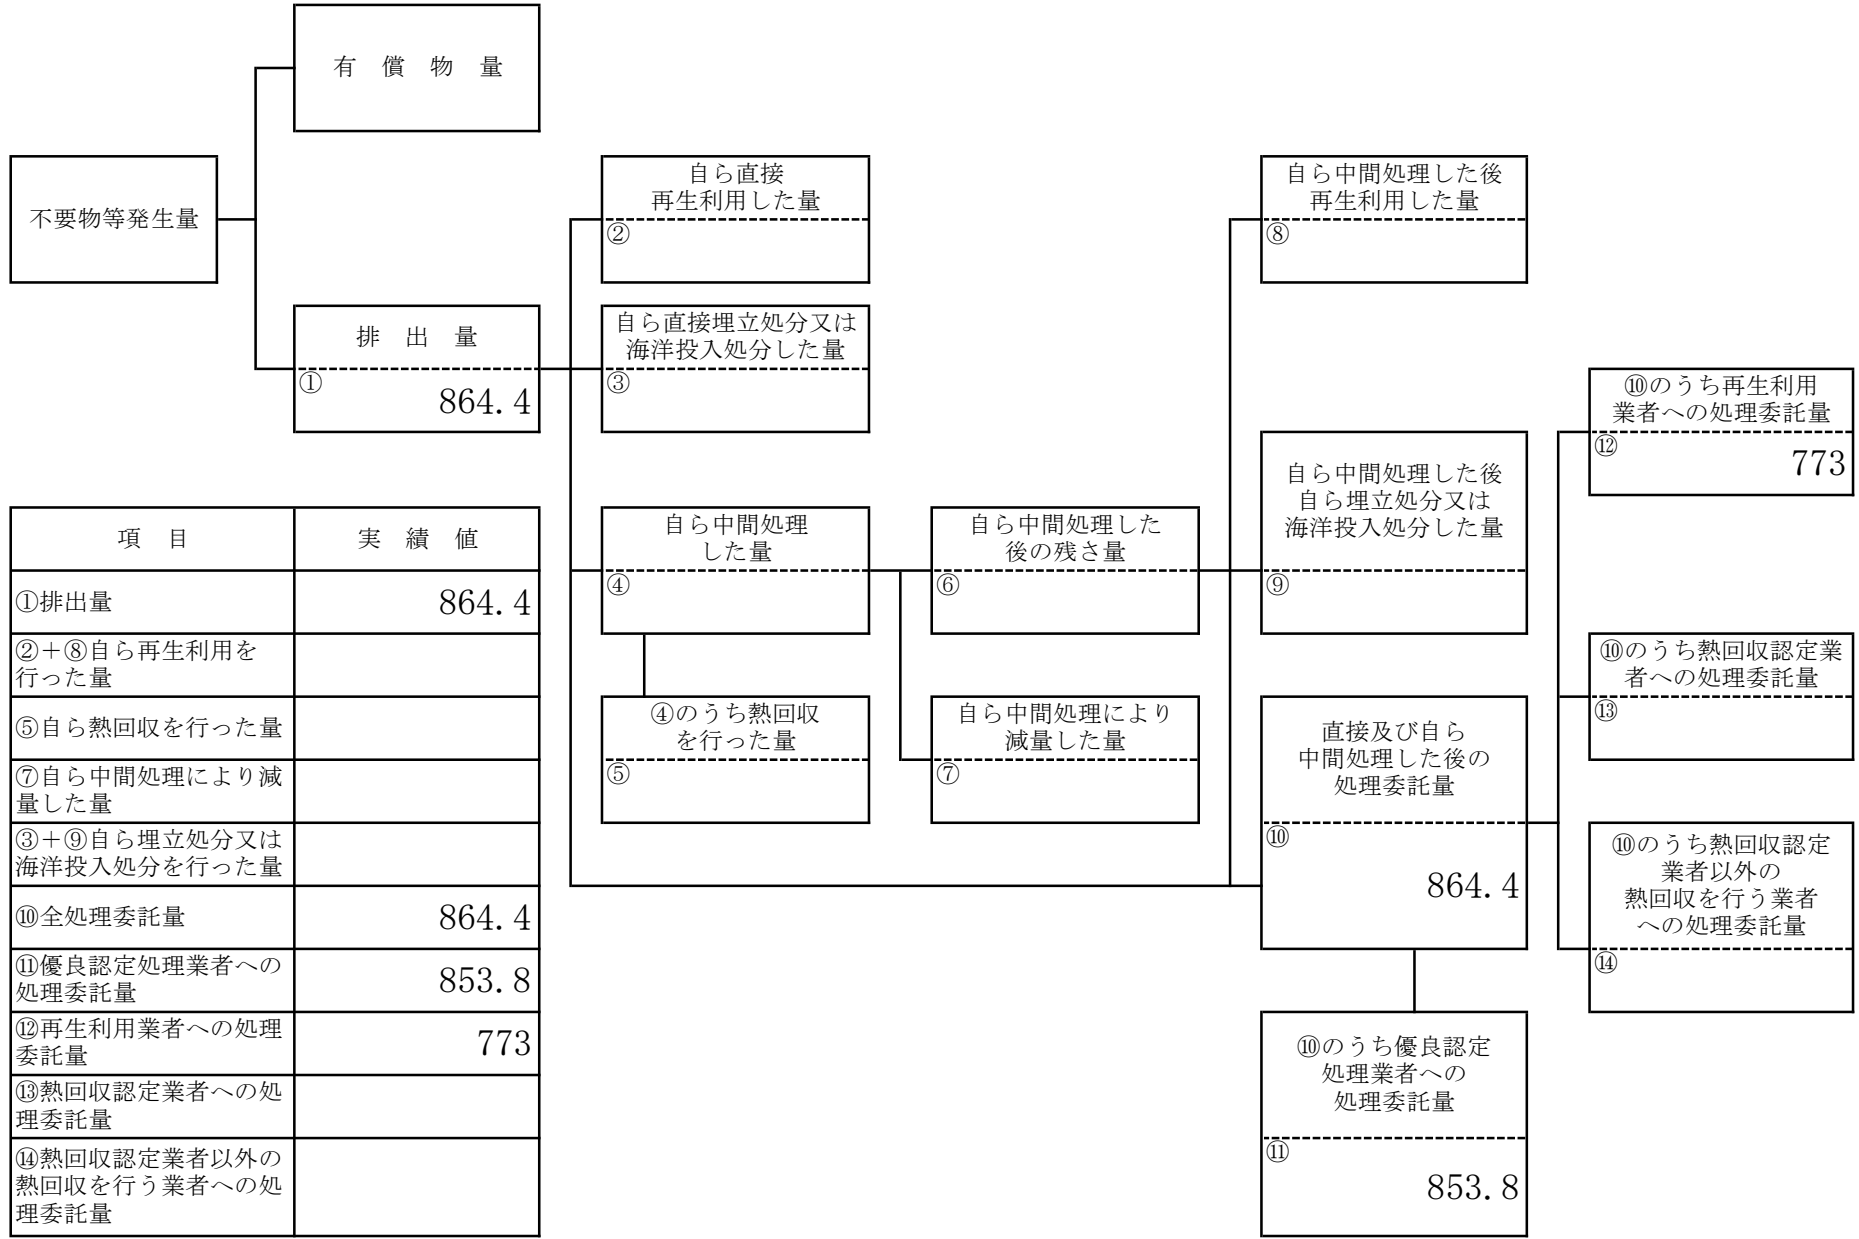 有 償 物 量
不要物等発生量
排 出 量
①
864.4
自ら直接
再生利用した量
②
自ら直接埋立処分又は
海洋投入処分した量
③
自ら中間処理
した量
④
④のうち熱回収
を行った量
⑤
自ら中間処理した
後の残さ量
⑥
自ら中間処理により
減量した量
⑦
自ら中間処理した後
再生利用した量
⑧
自ら中間処理した後
自ら埋立処分又は
海洋投入処分した量
⑨
直接及び自ら
中間処理した後の
処理委託量
⑩
864.4
⑩のうち優良認定
処理業者への
処理委託量
⑪
853.8
⑩のうち再生利用
業者への処理委託量
⑫
773
⑩のうち熱回収認定業
者への処理委託量
⑬
⑩のうち熱回収認定
業者以外の
熱回収を行う業者
への処理委託量
⑭
項 目 実 績 値
①排出量 864.4
②＋⑧自ら再生利用を
行った量
⑤自ら熱回収を行った量
⑦自ら中間処理により減
量した量
③＋⑨自ら埋立処分又は
海洋投入処分を行った量
⑩全処理委託量 864.4
⑪優良認定処理業者への
処理委託量 853.8
⑫再生利用業者への処理
委託量 773
⑬熱回収認定業者への処
理委託量
⑭熱回収認定業者以外の
熱回収を行う業者への処
理委託量